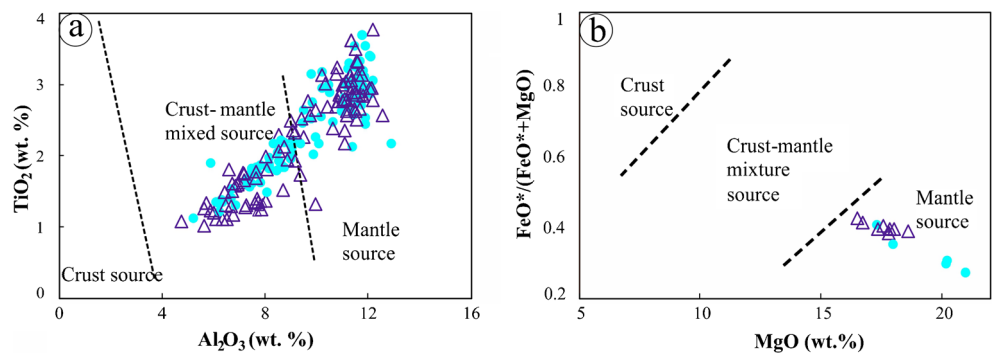 a
4
3
2
1
0
TiO₂(wt. %)
Crust- mantle
mixed source
Crust source
Mantle
source
0
4
8
12
16
Al₂O₃(wt. %)
b
1
0.8
0.6
0.4
0.2
FeO*/(FeO*+MgO)
Crust
source
Crust-mantle
mixture
source
Mantle
source
10
15
20
MgO (wt.%)